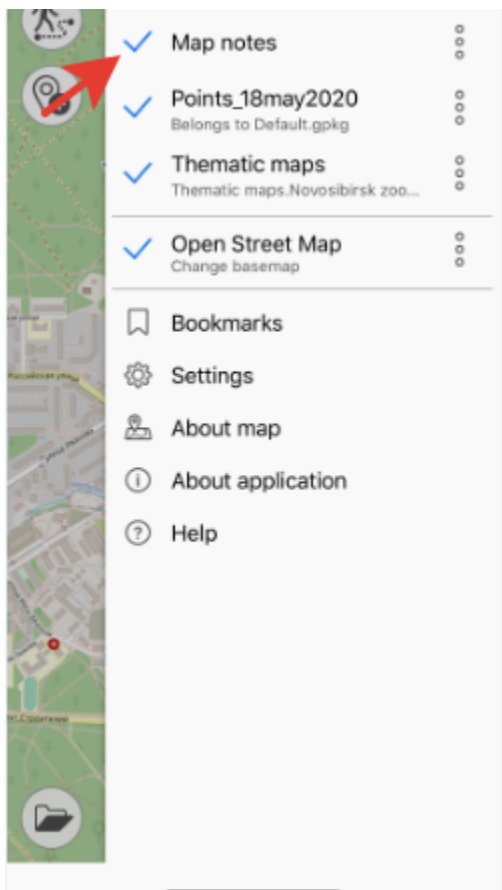 Map notes
Points_18may2020
Belongs to Default.gpkg
Thematic maps
Thematic maps.Novosibirsk zoo...
Open Street Map
Change basemap
Bookmarks
Settings
About map
About application
Help